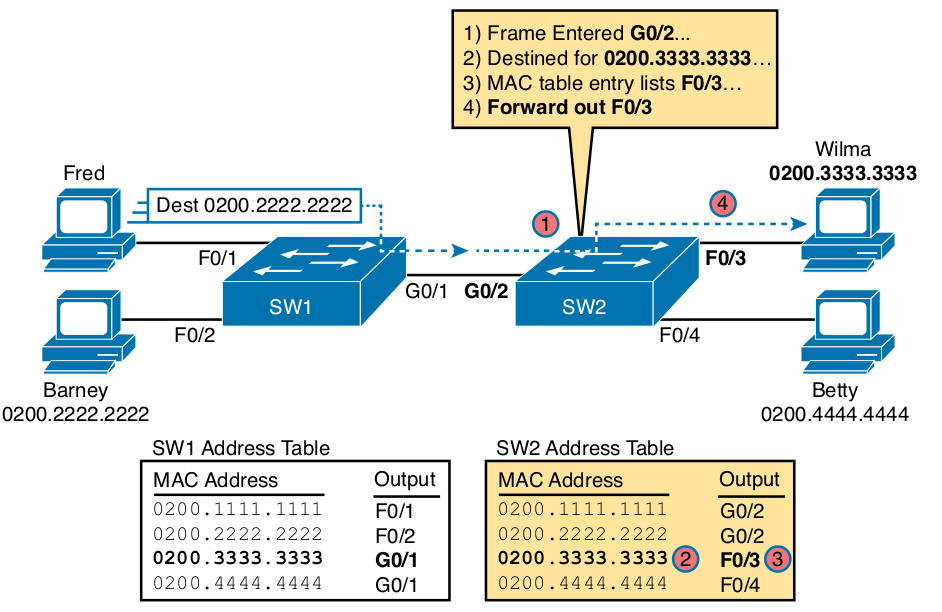 1) Frame Entered G0/2...
2) Destined for 0200.3333.3333...
3) MAC table entry lists F0/3...
4) Forward out F0/3
Fred
Wilma
0200.3333.3333
Dest 0200.2222.2222
1
4
F0/1
SW1
G0/1
G0/2
SW2
F0/3
F0/2
F0/4
Barney
0200.2222.2222
Betty
0200.4444.4444
SW1 Address Table
MAC Address Output
0200.1111.1111 F0/1
0200.2222.2222 F0/2
0200.3333.3333 G0/1
0200.4444.4444 G0/1
SW2 Address Table
MAC Address Output
0200.1111.1111 G0/2
0200.2222.2222 G0/2
0200.3333.3333 2 F0/3 3
0200.4444.4444 F0/4